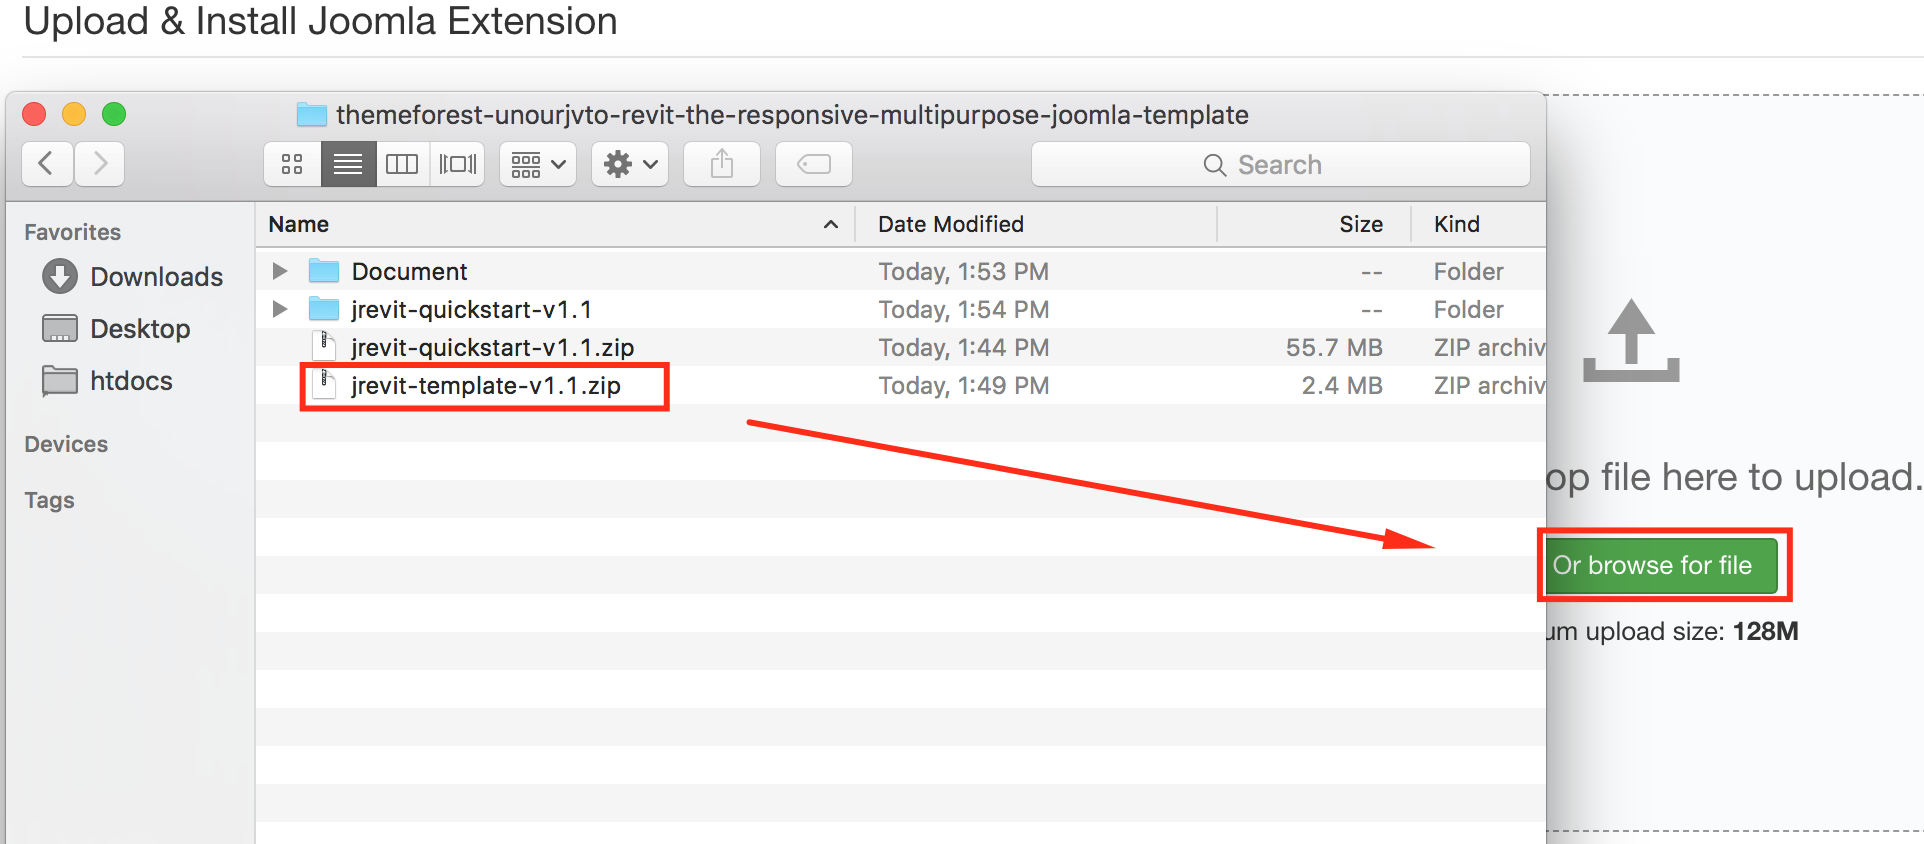 Upload & Install Joomla Extension
themeforest-unourjvto-revit-the-responsive-multipurpose-joomla-template
Search
Favorites
Downloads
Desktop
htdocs
Devices
Tags
Name Date Modified Size Kind
Document Today, 1:53 PM -- Folder
jrevit-quickstart-v1.1 Today, 1:54 PM -- Folder
jrevit-quickstart-v1.1.zip Today, 1:44 PM 55.7 MB ZIP archiv
jrevit-template-v1.1.zip Today, 1:49 PM 2.4 MB ZIP archiv
op file here to upload.
Or browse for file
um upload size: 128M